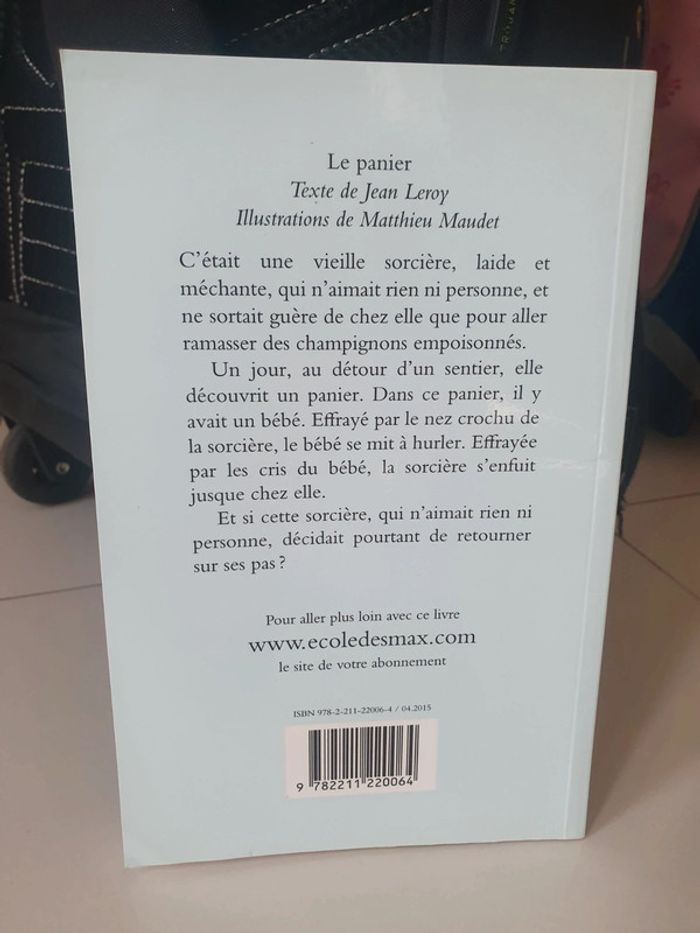 TROVAN
Le panier
Texte de Jean Leroy
Illustrations de Matthieu Maudet
C'était une vieille sorcière, laide et
méchante, qui n'aimait rien ni personne, et
ne sortait guère de chez elle que pour aller
ramasser des champignons empoisonnés.
Un jour, au détour d'un sentier, elle
découvrit un panier. Dans ce panier, il y
avait un bébé. Effrayé par le nez crochu de
la sorcière, le bébé se mit à hurler. Effrayée
par les cris du bébé, la sorcière s'enfuit
jusque chez elle.
Et si cette sorcière, qui n'aimait rien ni
personne, décidait pourtant de retourner
sur ses pas ?
Pour aller plus loin avec ce livre
www.ecoledesmax.com
le site de votre abonnement
ISBN 978-2-211-22006-4 / 04.2015
9 782211 220064